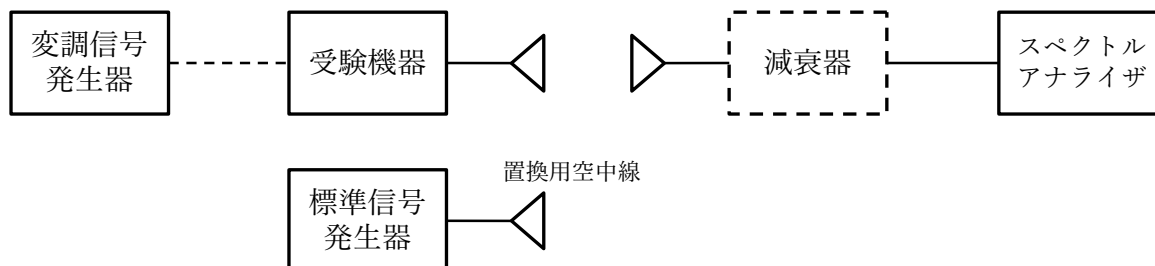 変調信号
発生器
受験機器
減衰器
スペクトル
アナライザ
置換用空中線
標準信号
発生器